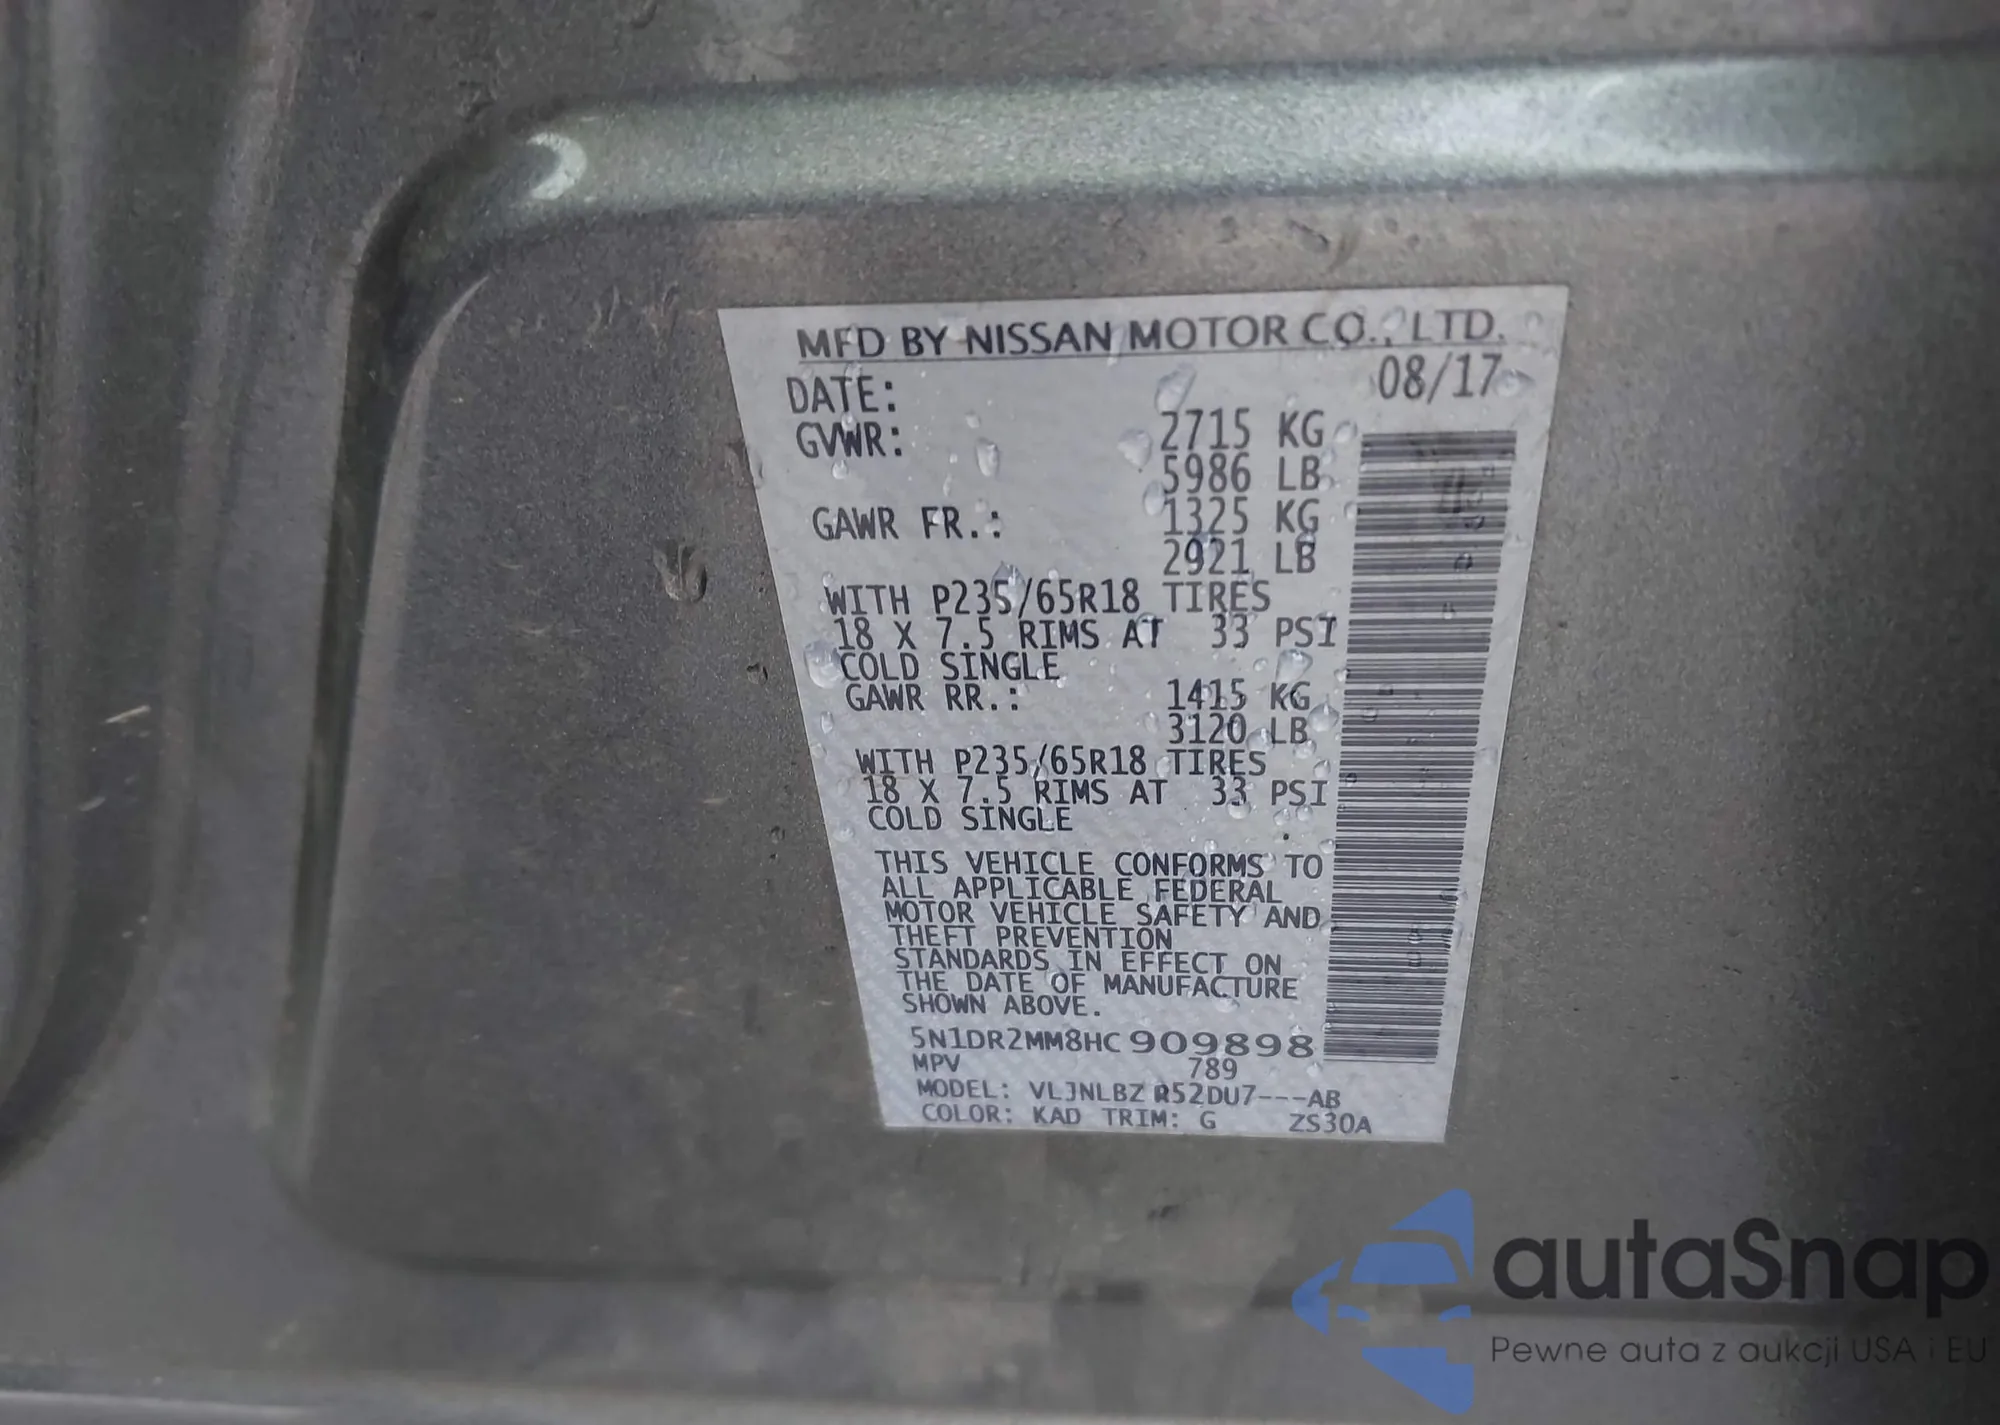 MFD BY NISSAN MOTOR CO., LTD.
DATE: 08/17
GVWR: 2715 KG
5986 LB
GAWR FR.: 1325 KG
2921 LB
WITH P235/65R18 TIRES
18 X 7.5 RIMS AT 33 PSI
COLD SINGLE
GAWR RR.: 1415 KG
3120 LB
WITH P235/65R18 TIRES
18 X 7.5 RIMS AT 33 PSI
COLD SINGLE
THIS VEHICLE CONFORMS TO
ALL APPLICABLE FEDERAL
MOTOR VEHICLE SAFETY AND
THEFT PREVENTION
STANDARDS IN EFFECT ON
THE DATE OF MANUFACTURE
SHOWN ABOVE.
5N1DR2MM8HC909898
MPV 789
MODEL: VLJNLBZ R52DU7---AB
COLOR: KAD TRIM: G ZS30A
autaSnap
Pewne auta z aukcji USA i EU